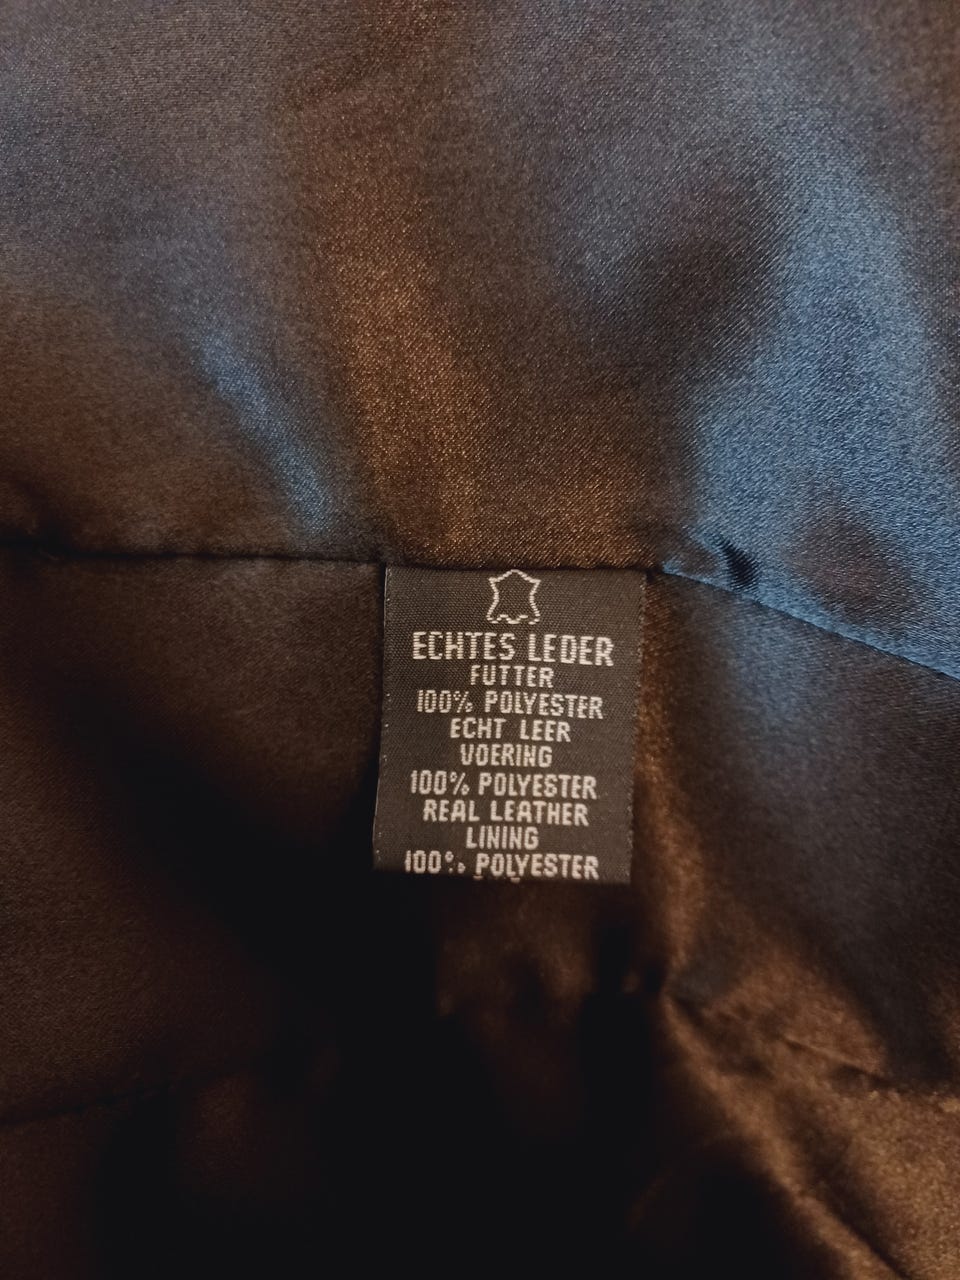 ECHTES LEDER
FUTTER
100% POLYESTER
ECHT LEER
VOERING
100% POLYESTER
REAL LEATHER
LINING
100% POLYESTER